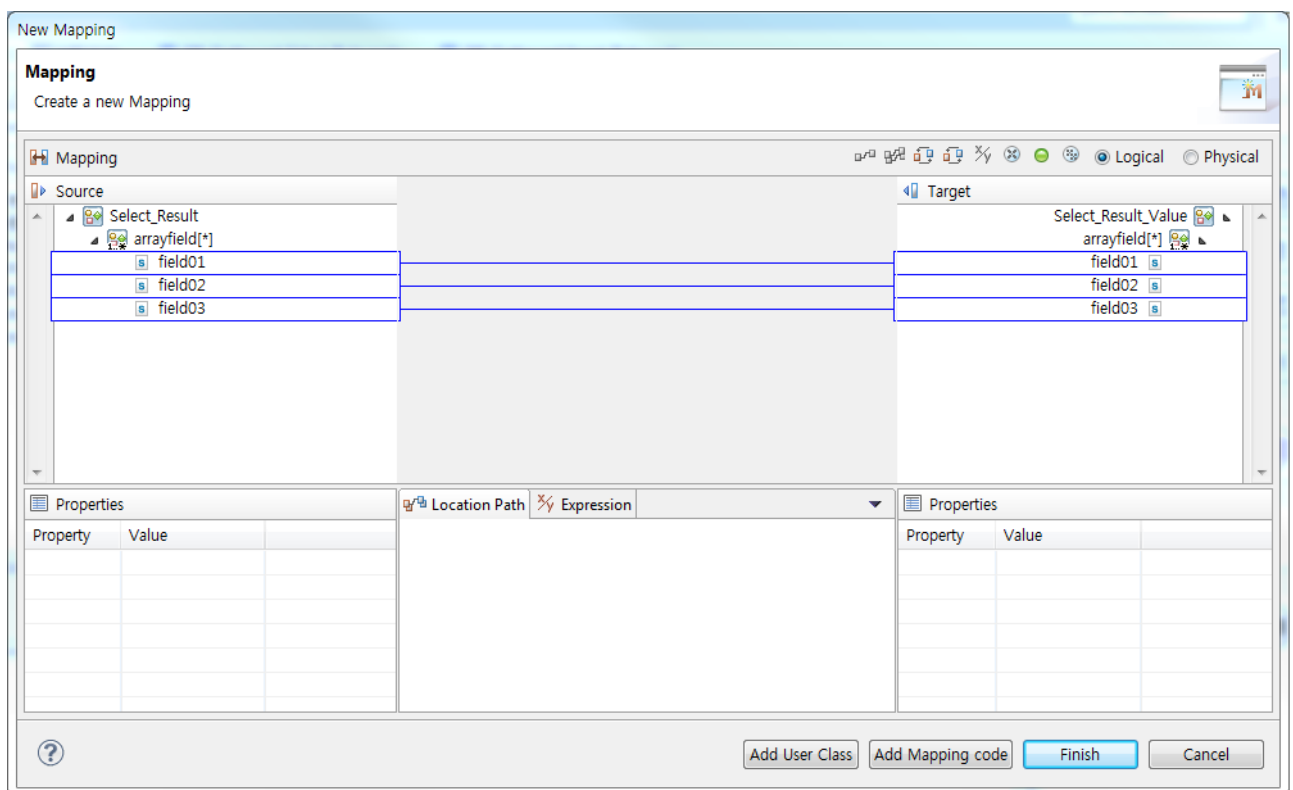 New Mapping
Mapping
Create a new Mapping
Mapping
Logical
Physical
Source
Target
Select_Result
Select_Result_Value
arrayfield[*]
arrayfield[*]
field01
field01
field02
field02
field03
field03
Properties
Location Path
Expression
Properties
Property
Value
Property
Value
Add User Class
Add Mapping code
Finish
Cancel